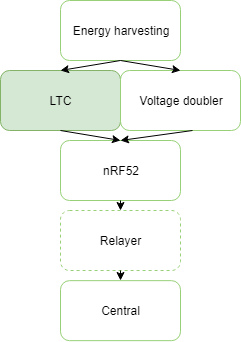 Energy harvesting
LTC
Voltage doubler
nRF52
Relayer
Central